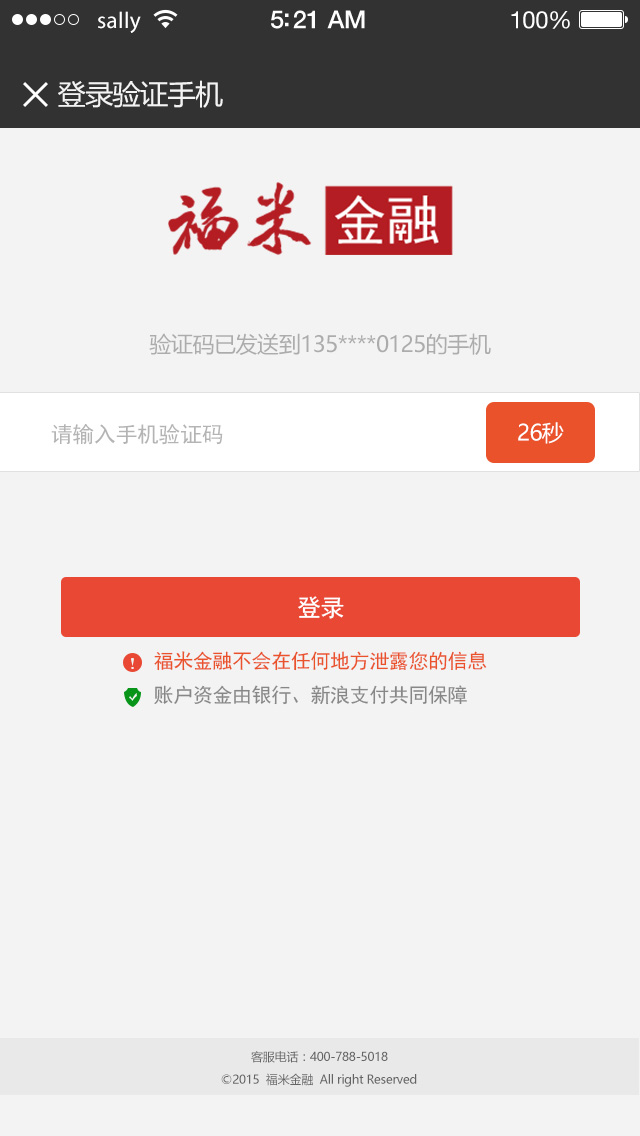 sally
5:21 AM
100%
登录验证手机
福米 金融
验证码已发送到135****0125的手机
请输入手机验证码
26秒
登录
福米金融不会在任何地方泄露您的信息
账户资金由银行、新浪支付共同保障
客服电话：400-788-5018
©2015 福米金融 All right Reserved